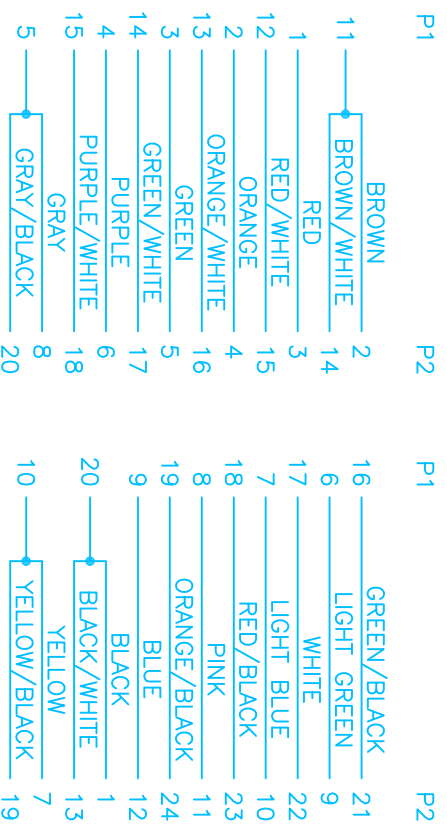 P1 P2
BROWN 2
11 BROWN/WHITE 14
1 RED 3
12 RED/WHITE 15
2 ORANGE 4
13 ORANGE/WHITE 16
3 GREEN 5
14 GREEN/WHITE 17
4 PURPLE 6
15 PURPLE/WHITE 18
GRAY 8
5 GRAY/BLACK 20
P1 P2
16 GREEN/BLACK 21
6 LIGHT GREEN 9
17 WHITE 22
7 LIGHT BLUE 10
18 RED/BLACK 23
8 PINK 11
19 ORANGE/BLACK 24
9 BLUE 12
BLACK 1
20 BLACK/WHITE 13
YELLOW 7
10 YELLOW/BLACK 19